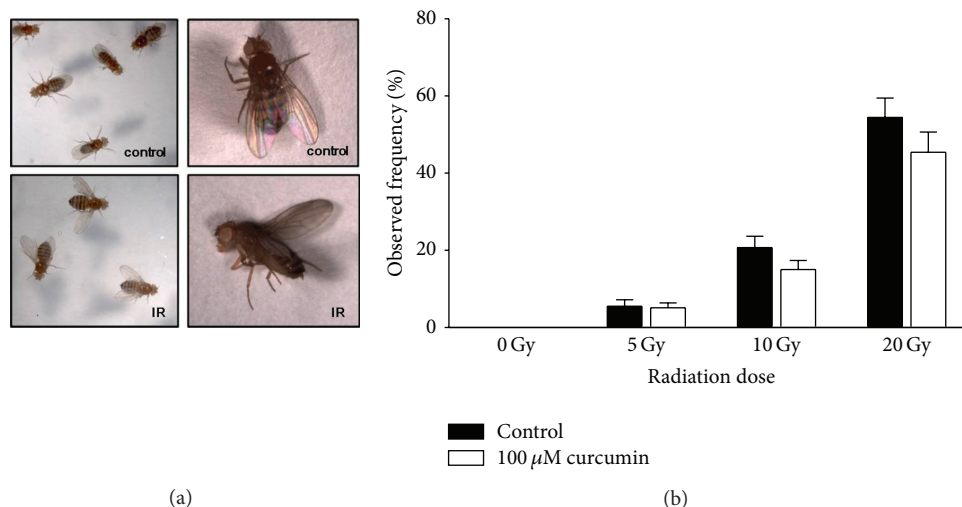 control
control
IR
IR
(a)
Observed frequency (%)
80
60
40
20
0
0 Gy
5 Gy
10 Gy
20 Gy
Radiation dose
Control
100 μM curcumin
(b)